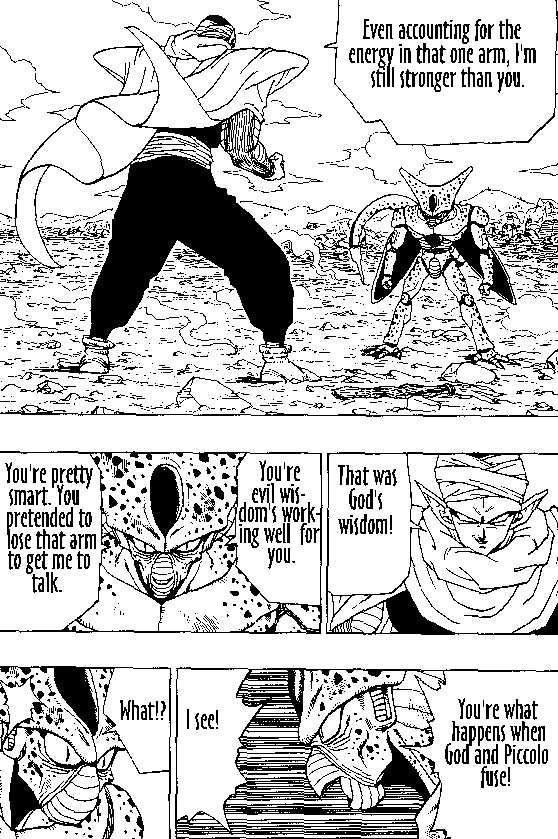 Even accounting for the
energy in that one arm, I'm
still stronger than you.
You're pretty
smart. You
pretended to
lose that arm
to get me to
talk.
You're
evil wis-
dom's work-
ing well for
you.
That was
God's
wisdom!
What!?
I see!
You're what
happens when
God and Piccolo
fuse!